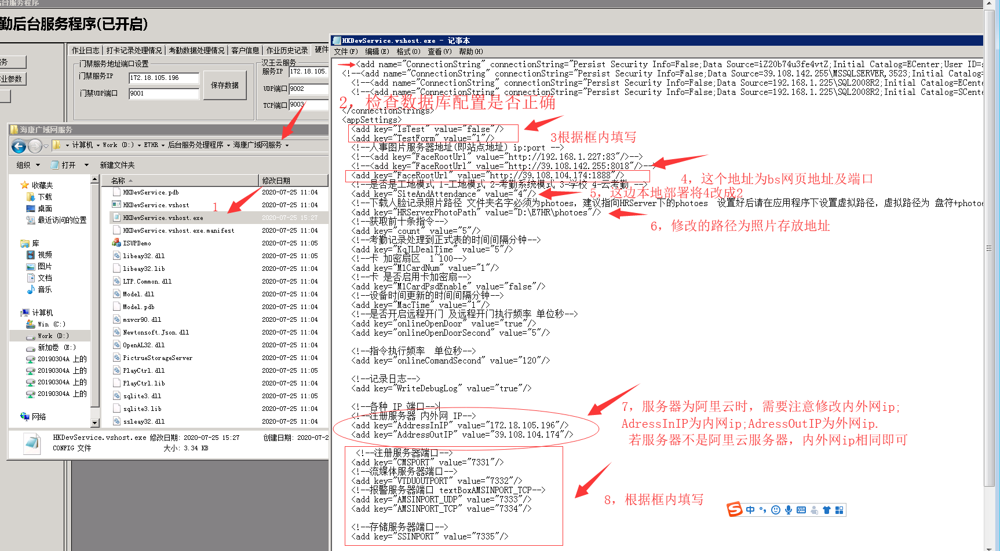 后台服务程序
勤后台服务程序(已开启)
务
业参数
作业日志
打卡记录处理情况
考勤数据处理情况
客户信息
作业历史记录
硬件
门禁服务地址端口设置
门禁服务IP
172.18.105.196
门禁UDP端口
9001
保存数据
汉王云服务
服务IP
172.18.105.
UDP端口
9002
TCP端口
9003
海康广域网服务
计算机
Work (D:)
E7HR
后台服务处理程序
海康广域网服务
组织
打开
新建文件夹
收藏夹
下载
桌面
最近访问的位置
库
视频
图片
文档
音乐
计算机
Win (C:)
Work (D:)
新加卷 (E:)
20190304A 上的
20190304A 上的
20190304A 上的
20190304A 上的
网络
名称
修改日期
HKDevService.pdb 2020-07-25 11:04
HKDevService.vshost 2020-07-25 11:04
HKDevService.vshost.exe 2020-07-25 15:27
HKDevService.vshost.exe.manifest 2020-07-25 11:04
ISUPDemo 2020-07-25 11:05
libeay32.dll 2020-07-25 11:05
libeay32.lib 2020-07-25 11:04
LTP.Common.dll 2020-07-25 11:04
Model.dll 2020-07-25 11:04
Model.pdb 2020-07-25 11:04
msvcr90.dll 2020-07-25 11:04
Newtonsoft.Json.dll 2020-07-25 11:04
OpenAL32.dll 2020-07-25 11:04
PictrueStorageServer 2020-07-25 11:04
PlayCtrl.dll 2020-07-25 11:05
PlayCtrl.lib 2020-07-25 11:04
sqlite3.dll 2020-07-25 11:05
sqlite3.lib 2020-07-25 11:04
ssleay32.dll 2020-07-25 11:04
1
HKDevService.vshost.exe 修改日期: 2020-07-25 15:27 创建日期: 2020-07-2
CONFIG 文件 大小: 3.34 KB
HKDevService.vshost.exe - 记事本
文件(F) 编辑(E) 格式(O) 查看(V) 帮助(H)
<add name="ConnectionString" connectionString="Persist Security Info=False;Data Source=iZ20b74u3fe4vtZ;Initial Catalog=ECenter;User ID=s
<!--<add name="ConnectionString" connectionString="Persist Security Info=False;Data Source=39.108.142.255\MSSQLSERVER,3523;Initial Catalog=
<!--<add name="ConnectionString" connectionString="Persist Security Info=False;Data Source=192.168.1.225\SQL2008R2;Initial Catalog=ECente
<!--<add name="ConnectionString" connectionString="Persist Security Info=False;Data Source=192.168.1.225\SQL2008R2;Initial Catalog=SCente
2，检查数据库配置是否正确
</connectionStrings>
<appSettings>
<add key="IsTest" value="false"/>
<add key="TestForm" value="1"/>
3根据框内填写
<!--人事图片服务器地址(即站点地址) ip:port -->
<!--<add key="FaceRootUrl" value="http://192.168.1.227:83"/>-->
<!--<add key="FaceRootUrl" value="http://39.108.142.255:8018"/>-->
<add key="FaceRootUrl" value="http://39.108.104.174:1888"/>
4，这个地址为bs网页地址及端口
<!--是否是工地模式 1-工地模式 2-考勤系统模式 3-学校 4-云考勤 -->
<add key="SiteAndAttendance" value="4"/>
5，这边本地部署将4改成2
<!--下载人脸记录照片路径 文件夹名字必须为photoes，建议指向HRServer下的photoes 设置好后请在应用程序下设置虚拟路径，虚拟路径为 盘符+photoe
<add key="HRServerPhotoPath" value="D:\E7HR\photoes"/>
6，修改的路径为照片存放地址
<!--获取前十条指令-->
<add key="count" value="5"/>
<!--考勤记录处理到正式表的时间间隔分钟-->
<add key="KqJLDealTime" value="5"/>
<!--卡 加密扇区 1~100-->
<add key="M1CardNum" value="1"/>
<!--卡 是否启用卡加密扇-->
<add key="M1CardPsdEnable" value="false"/>
<!--设备时间更新的时间间隔分钟-->
<add key="MacTime" value="1"/>
<!--是否开启远程开门 及远程开门执行频率 单位秒-->
<add key="onlineOpenDoor" value="true"/>
<add key="onlineOpenDoorSecond" value="5"/>
<!--指令执行频率 单位秒-->
<add key="onlineComandSecond" value="120"/>
<!--记录日志-->
<add key="WriteDebugLog" value="true"/>
<!--各种 IP 端口-->
<!--注册服务器 内外网 IP-->
<add key="AddressInIP" value="172.18.105.196"/>
<add key="AddressOutIP" value="39.108.104.174"/>
7，服务器为阿里云时，需要注意修改内外网ip;
AdressInIP为内网ip;AdressOutIP为外网ip.
若服务器不是阿里云服务器，内外网ip相同即可
<!--注册服务器端口-->
<add key="CMSPORT" value="7331"/>
<!--流媒体服务器端口-->
<add key="VTDUOUTPORT" value="7332"/>
<!--报警服务器端口 textBoxAMSINPORT_TCP-->
<add key="AMSINPORT_UDP" value="7333"/>
<add key="AMSINPORT_TCP" value="7334"/>
8，根据框内填写
<!--存储服务器端口-->
<add key="SSINPORT" value="7335"/>
S 中